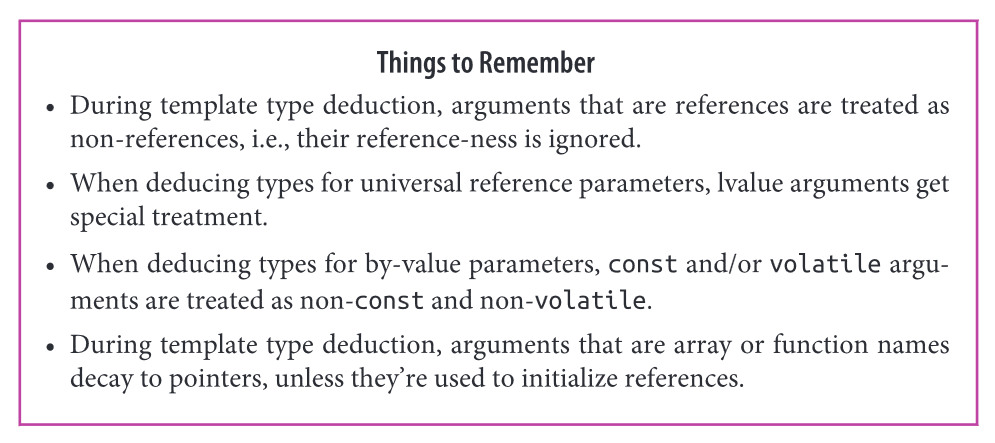 Things to Remember
• During template type deduction, arguments that are references are treated as
non-references, i.e., their reference-ness is ignored.
• When deducing types for universal reference parameters, lvalue arguments get
special treatment.
• When deducing types for by-value parameters, const and/or volatile argu-
ments are treated as non-const and non-volatile.
• During template type deduction, arguments that are array or function names
decay to pointers, unless they’re used to initialize references.